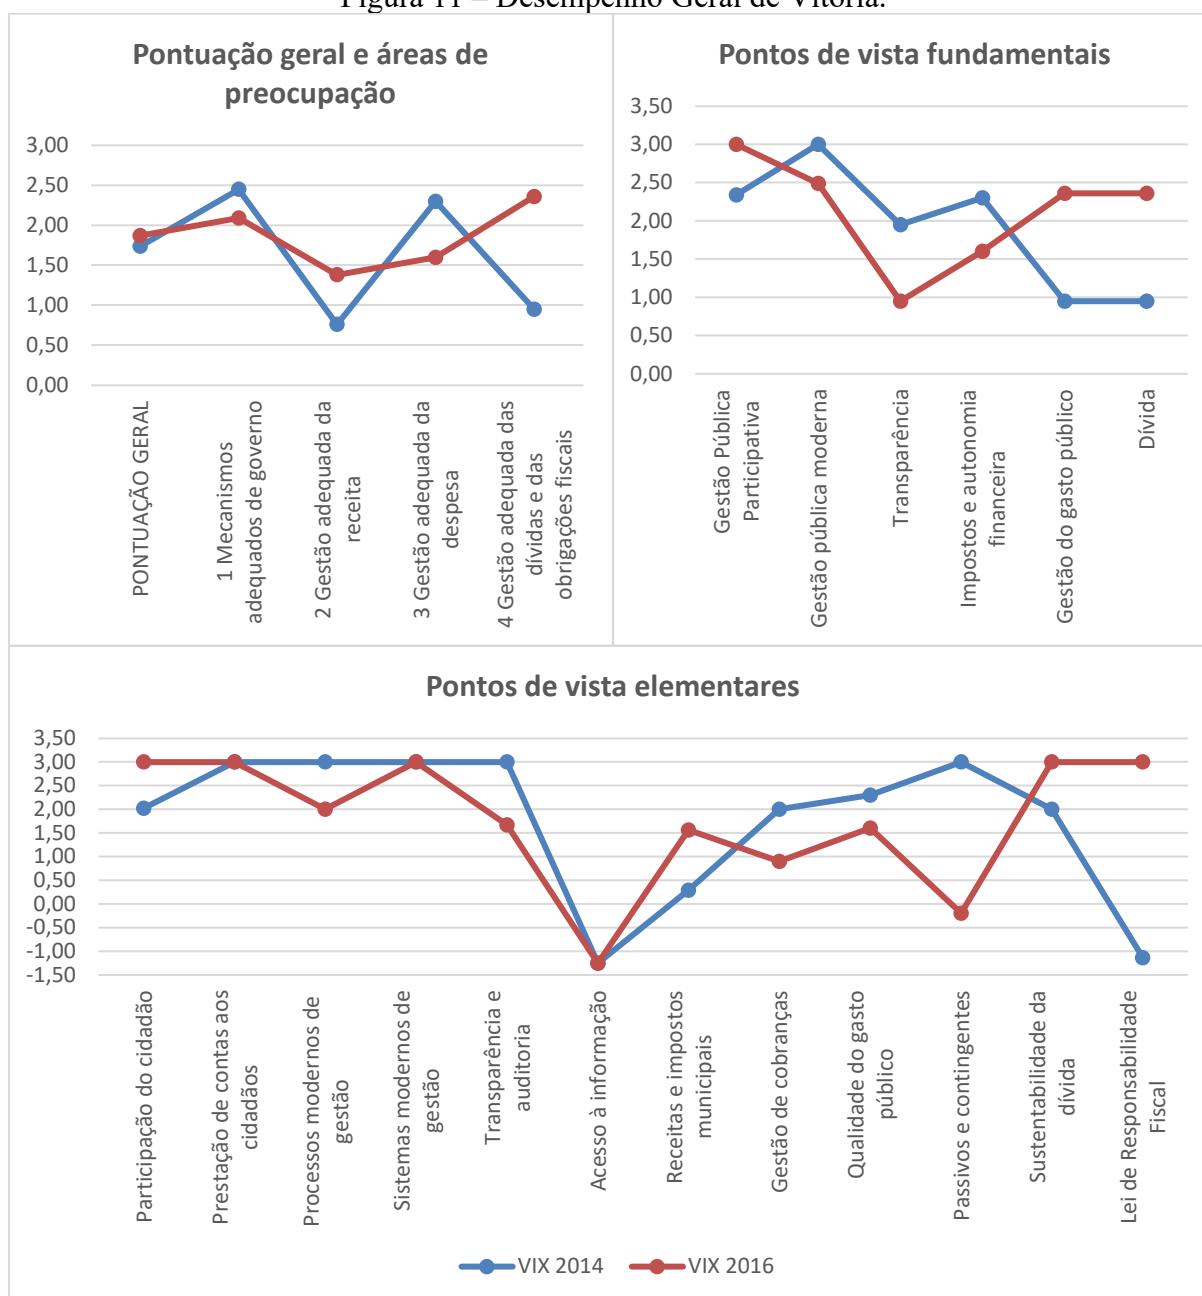 Figura 11 – Desempenho Geral de Vitória.
Pontuação geral e áreas de
preocupação
3,00
2,50
2,00
1,50
1,00
0,50
0,00
PONTUAÇÃO GERAL
1 Mecanismos
adequados de governo
2 Gestão adequada da
receita
3 Gestão adequada da
despesa
4 Gestão adequada das
dívidas e das
obrigações fiscais
Pontos de vista fundamentais
3,50
3,00
2,50
2,00
1,50
1,00
0,50
0,00
Gestão Pública
Participativa
Gestão pública moderna
Transparência
Impostos e autonomia
financeira
Gestão do gasto público
Dívida
Pontos de vista elementares
3,50
3,00
2,50
2,00
1,50
1,00
0,50
0,00
-0,50
-1,00
-1,50
Participação do cidadão
Prestação de contas aos
cidadãos
Processos modernos de
gestão
Sistemas modernos de
gestão
Transparência e
auditoria
Acesso à informação
Receitas e impostos
municipais
Gestão de cobranças
Qualidade do gasto
público
Passivos e contingentes
Sustentabilidade da
dívida
Lei de Responsabilidade
Fiscal
VIX 2014
VIX 2016